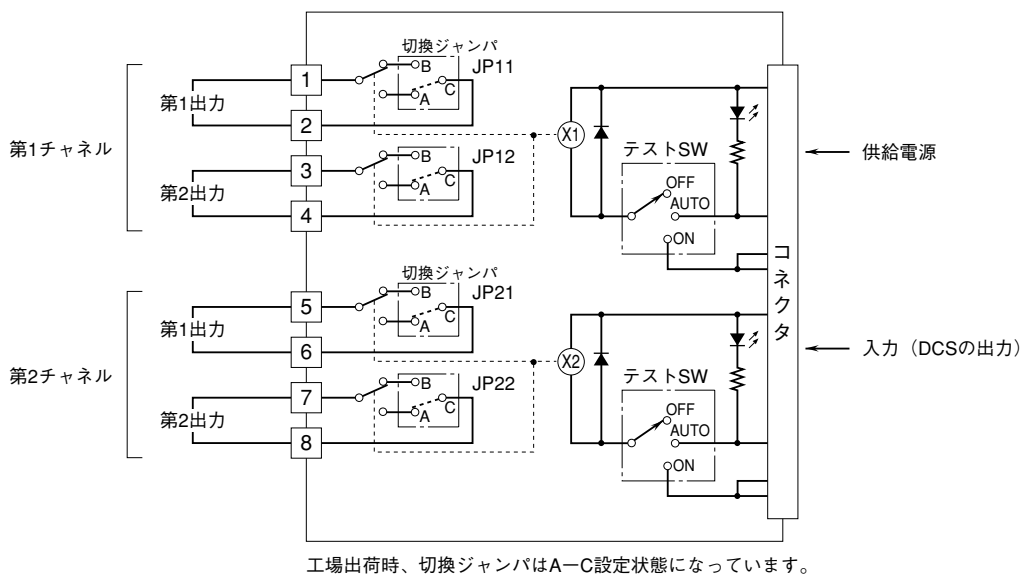 切換ジャンパ
B
JP11
A
C
1
第1出力
2
第1チャネル
B
JP12
A
C
3
第2出力
4
X1
テストSW
OFF
AUTO
ON
供給電源
コネクタ
切換ジャンパ
B
JP21
A
C
5
第1出力
6
第2チャネル
B
JP22
A
C
7
第2出力
8
X2
テストSW
OFF
AUTO
ON
入力（DCSの出力）
工場出荷時、切換ジャンパはA－C設定状態になっています。